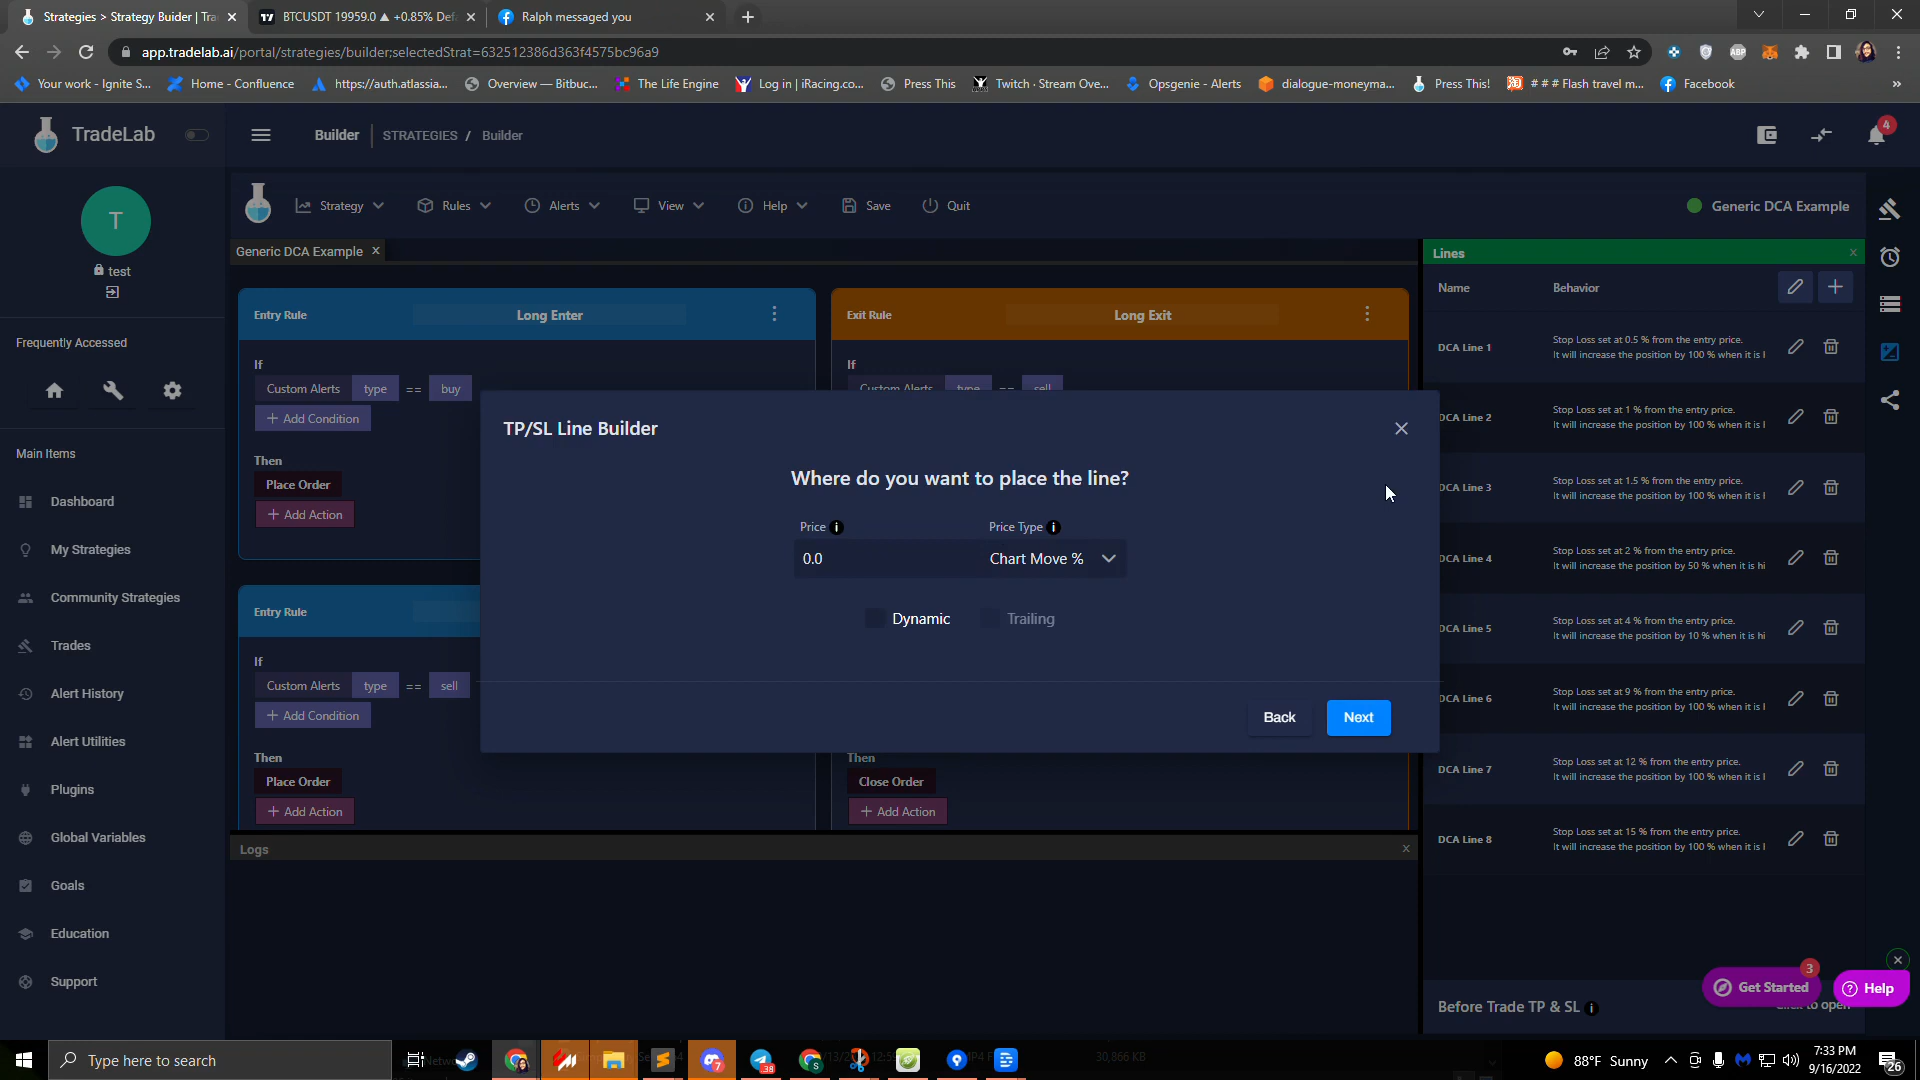 Strategies > Strategy Buider | Tra
BTCUSDT 19959.0 ▲ +0.85% Def
Ralph messaged you
app.tradelab.ai/portal/strategies/builder;selectedStrat=632512386d363f4575bc96a9
Your work - Ignite S...
Home - Confluence
https://auth.atlassia...
Overview — Bitbuc...
The Life Engine
Log in | iRacing.co...
Press This
Twitch - Stream Ove...
Opsgenie - Alerts
dialogue-moneyma...
Press This!
# # # Flash travel m...
Facebook
»
TradeLab
Builder
STRATEGIES / Builder
4
T
test
Frequently Accessed
Main Items
Dashboard
My Strategies
Community Strategies
Trades
Alert History
Alert Utilities
Plugins
Global Variables
Goals
Education
Support
Strategy
Rules
Alerts
View
Help
Save
Quit
Generic DCA Example
Generic DCA Example
Entry Rule
Long Enter
If
Custom Alerts type == buy
+ Add Condition
Then
Place Order
+ Add Action
Exit Rule
Long Exit
If
Custom Alerts type == sell
Entry Rule
If
Custom Alerts type == sell
+ Add Condition
Then
Place Order
+ Add Action
Then
Close Order
+ Add Action
TP/SL Line Builder
Where do you want to place the line?
Price
Price Type
0.0
Chart Move %
Dynamic
Trailing
Back
Next
Logs
Lines
Name
Behavior
DCA Line 1
Stop Loss set at 0.5 % from the entry price.
It will increase the position by 100 % when it is
DCA Line 2
Stop Loss set at 1 % from the entry price.
It will increase the position by 100 % when it is
DCA Line 3
Stop Loss set at 1.5 % from the entry price.
It will increase the position by 100 % when it is
DCA Line 4
Stop Loss set at 2 % from the entry price.
It will increase the position by 50 % when it is hi
DCA Line 5
Stop Loss set at 4 % from the entry price.
It will increase the position by 10 % when it is hi
DCA Line 6
Stop Loss set at 9 % from the entry price.
It will increase the position by 100 % when it is
DCA Line 7
Stop Loss set at 12 % from the entry price.
It will increase the position by 100 % when it is
DCA Line 8
Stop Loss set at 15 % from the entry price.
It will increase the position by 100 % when it is
Before Trade TP & SL
Click to open
Get Started
3
Help
Type here to search
7
38
30,866 KB
88°F Sunny
7:33 PM
9/16/2022
26